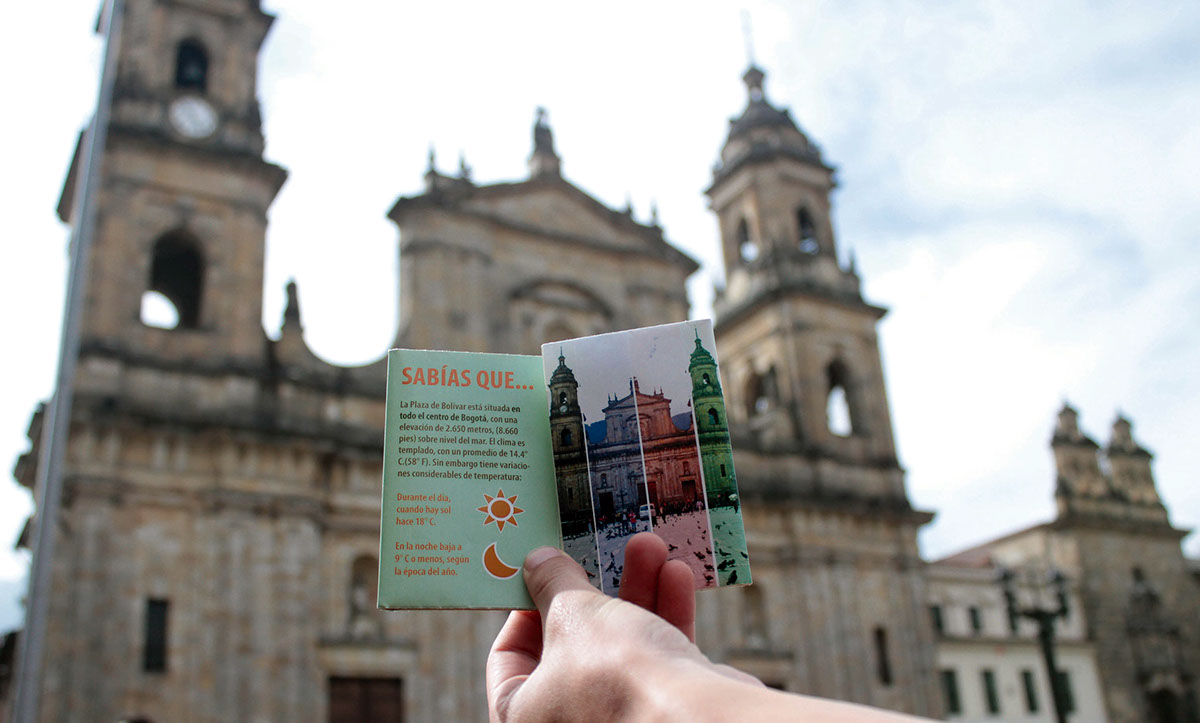 SABÍAS QUE...
La Plaza de Bolívar está situada en
todo el centro de Bogotá, con una
elevación de 2.650 metros, (8.660
pies) sobre nivel del mar. El clima es
templado, con un promedio de 14.4°
C.(58° F). Sin embargo tiene variacio-
nes considerables de temperatura:
Durante el día,
cuando hay sol
hace 18° C.
En la noche baja a
9° C o menos, según
la época del año.